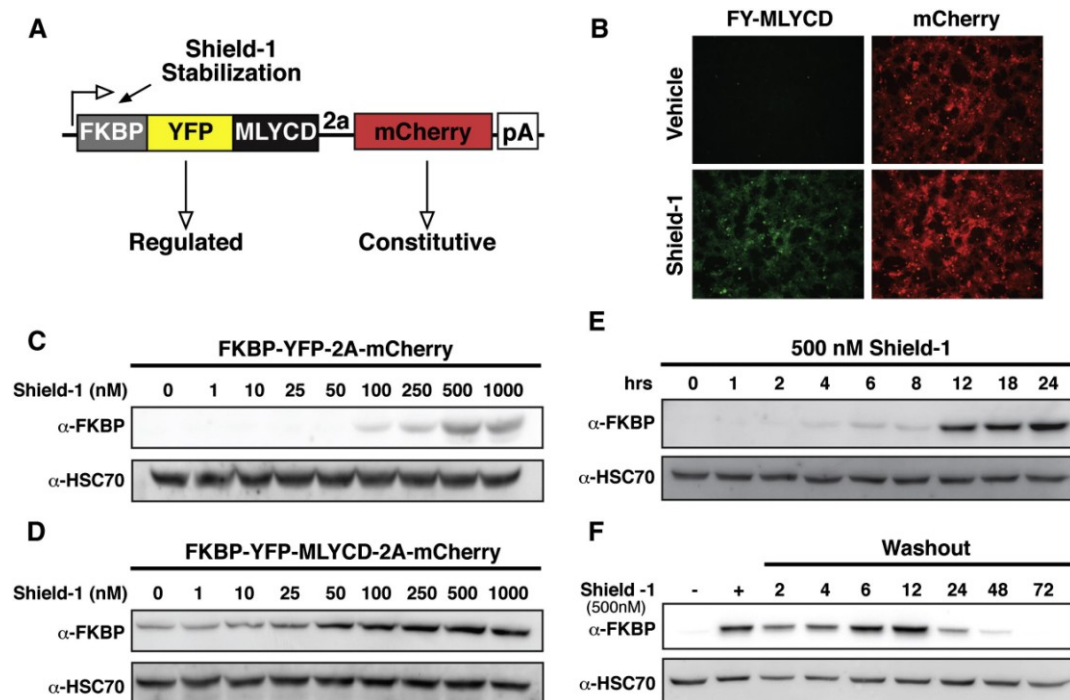 A
Shield-1
Stabilization
FKBP YFP MLYCD 2a mCherry pA
Regulated Constitutive
B
FY-MLYCD mCherry
Vehicle
Shield-1
C
FKBP-YFP-2A-mCherry
Shield-1 (nM) 0 1 10 25 50 100 250 500 1000
α-FKBP
α-HSC70
D
FKBP-YFP-MLYCD-2A-mCherry
Shield-1 (nM) 0 1 10 25 50 100 250 500 1000
α-FKBP
α-HSC70
E
500 nM Shield-1
hrs 0 1 2 4 6 8 12 18 24
α-FKBP
α-HSC70
F
Washout
Shield -1 - + 2 4 6 12 24 48 72
(500nM)
α-FKBP
α-HSC70